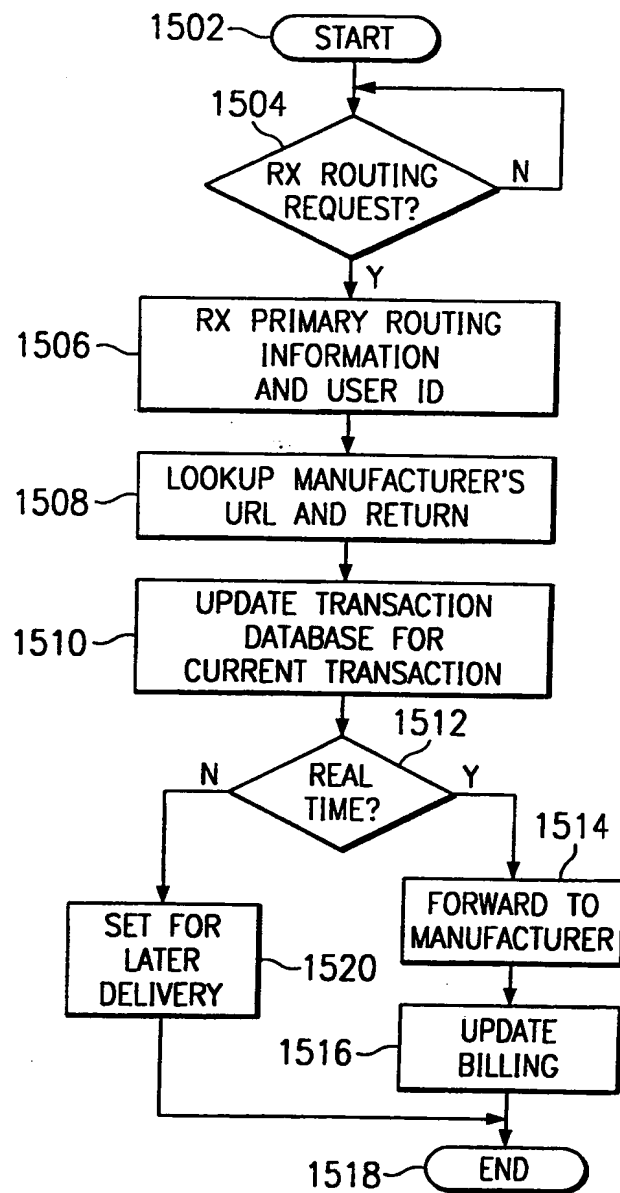 1502
START
1504
RX ROUTING
REQUEST?
N
Y
1506
RX PRIMARY ROUTING
INFORMATION
AND USER ID
1508
LOOKUP MANUFACTURER'S
URL AND RETURN
1510
UPDATE TRANSACTION
DATABASE FOR
CURRENT TRANSACTION
1512
N
REAL
TIME?
Y
1514
FORWARD TO
MANUFACTURER
SET FOR
LATER
DELIVERY
1520
1516
UPDATE
BILLING
1518
END